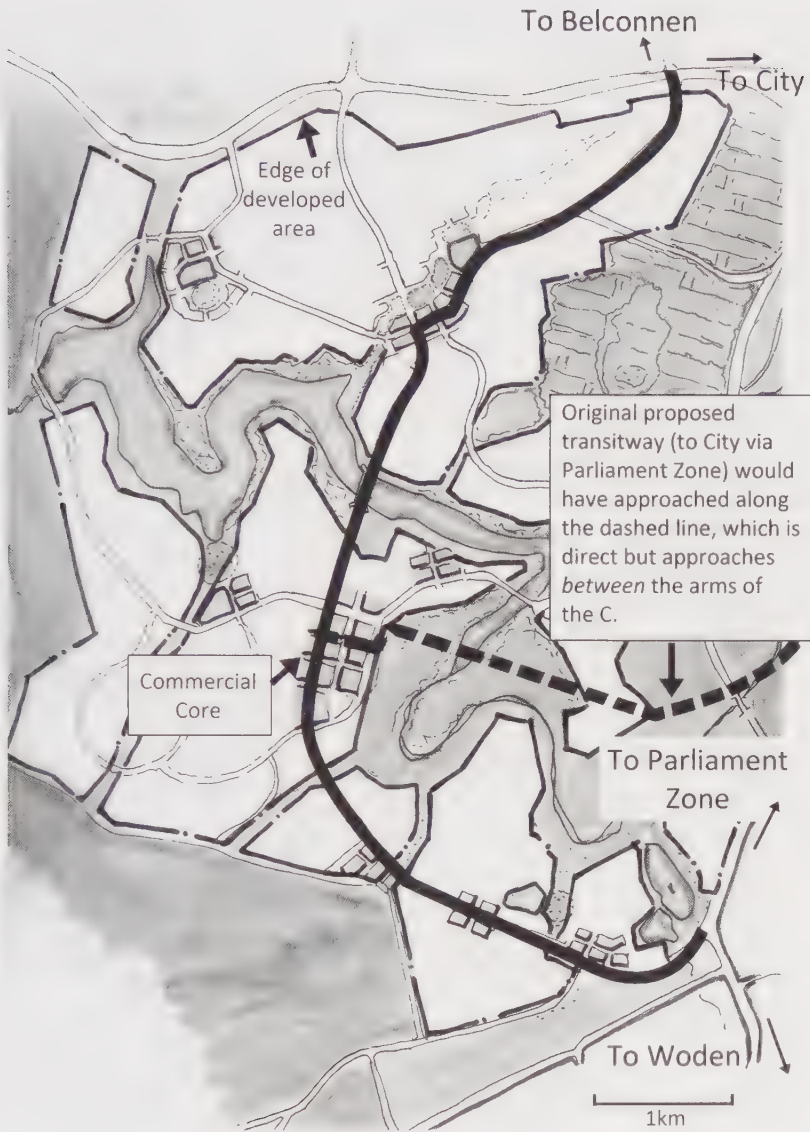 To Belconnen
To City
Edge of
developed
area
Original proposed
transitway (to City via
Parliament Zone) would
have approached along
the dashed line, which is
direct but approaches
between the arms of
the C.
Commercial
Core
To Parliament
Zone
To Woden
1km